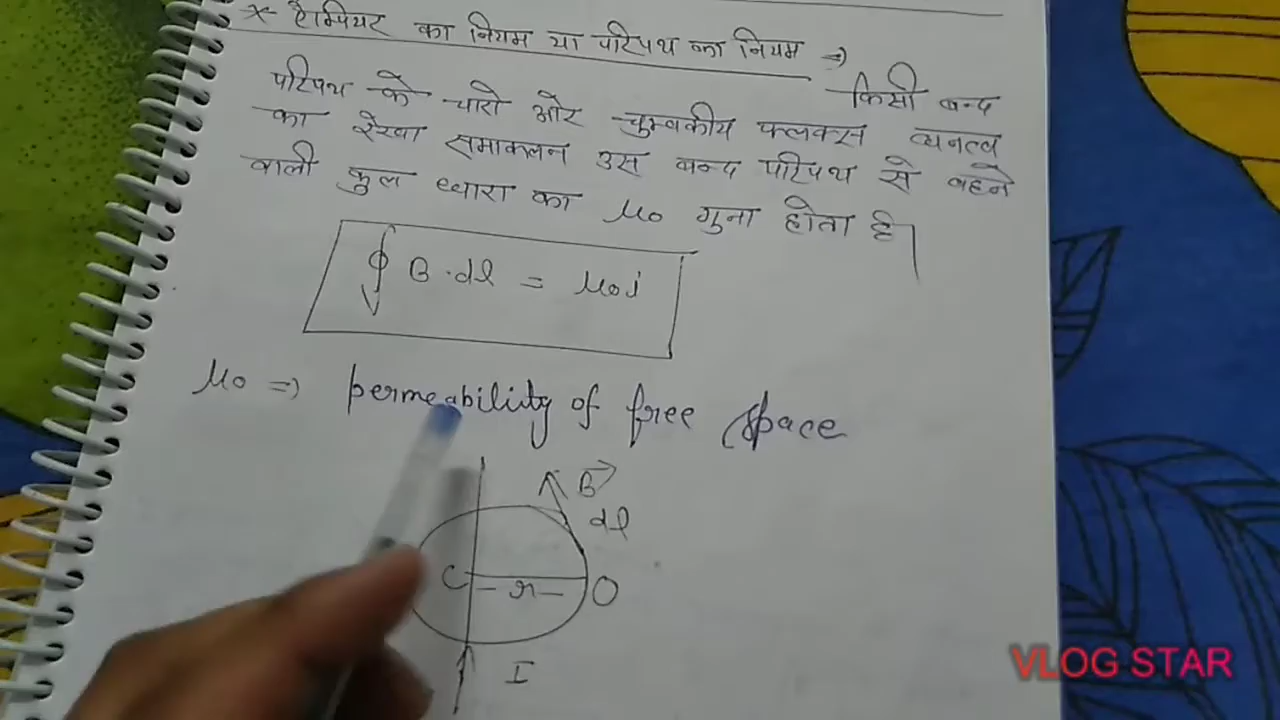 * ऐम्पियर का नियम या परिपथ का नियम ⇒
किसी बन्द
परिपथ के चारो ओर चुम्बकीय फ्लक्स घनत्व
का रेखा समाकलन उस बन्द परिपथ से बहने
वाली कुल धारा का μ₀ गुना होता है।
∮ B·dl = μ₀i
μ₀ ⇒ permeability of free space
B⃗
dl
C
r
O
I
VLOG STAR